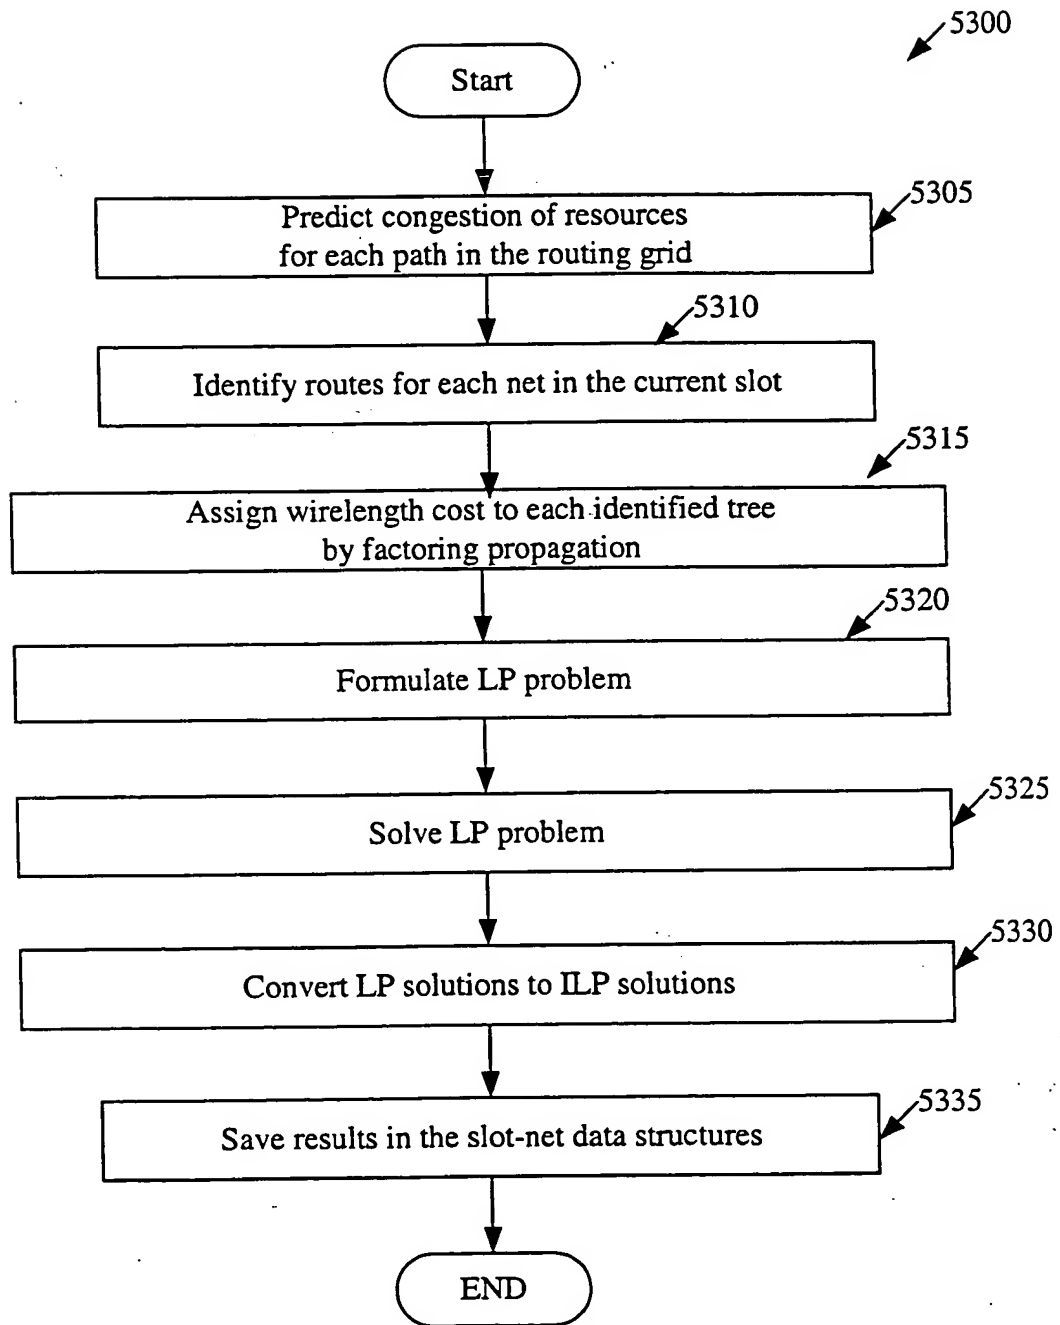 5300
Start
5305
Predict congestion of resources
for each path in the routing grid
5310
Identify routes for each net in the current slot
5315
Assign wirelength cost to each identified tree
by factoring propagation
5320
Formulate LP problem
5325
Solve LP problem
5330
Convert LP solutions to ILP solutions
5335
Save results in the slot-net data structures
END